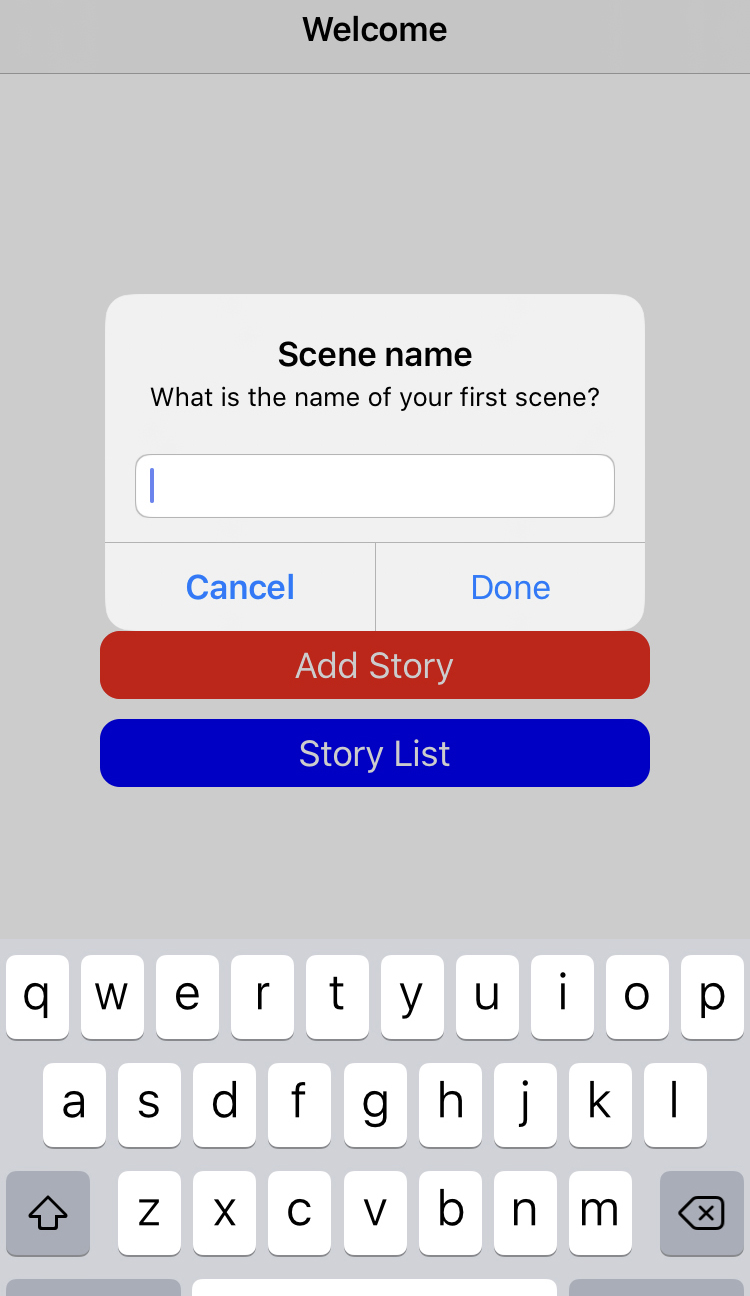 Welcome
Scene name
What is the name of your first scene?
Cancel Done
Add Story
Story List
q w e r t y u i o p
a s d f g h j k l
z x c v b n m